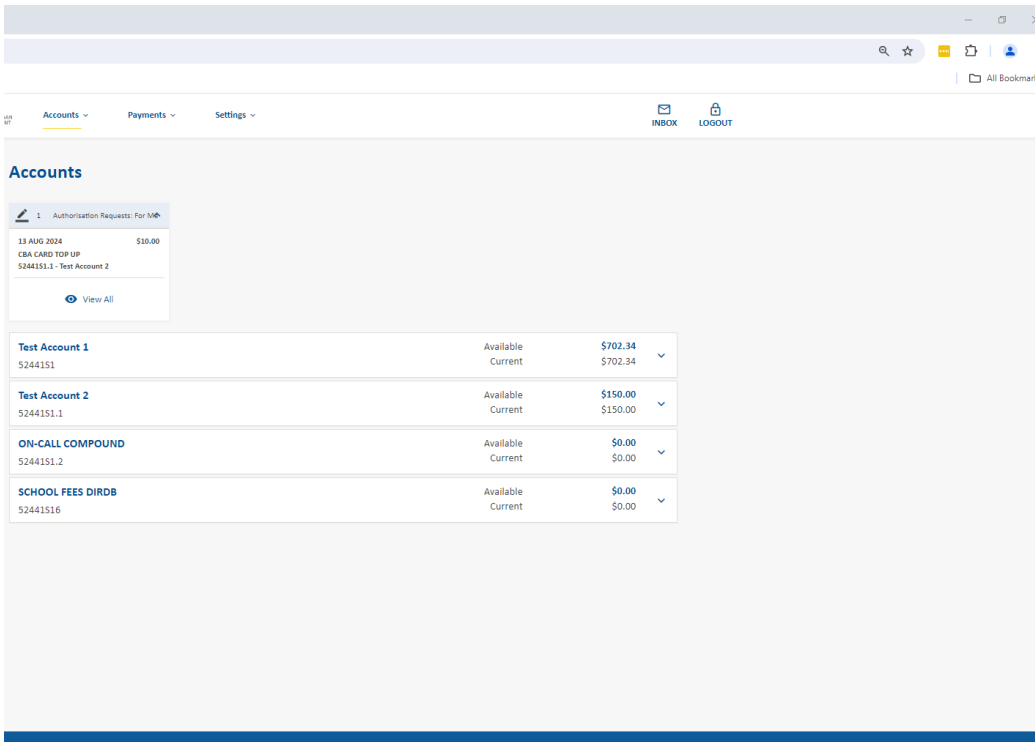 All Bookmar
Accounts
Payments
Settings
INBOX
LOGOUT
Accounts
1 Authorisation Requests: For M
13 AUG 2024 $10.00
CBA CARD TOP UP
52441S1.1 - Test Account 2
View All
Test Account 1 Available $702.34
52441S1 Current $702.34
Test Account 2 Available $150.00
52441S1.1 Current $150.00
ON-CALL COMPOUND Available $0.00
52441S1.2 Current $0.00
SCHOOL FEES DIRDB Available $0.00
52441S16 Current $0.00